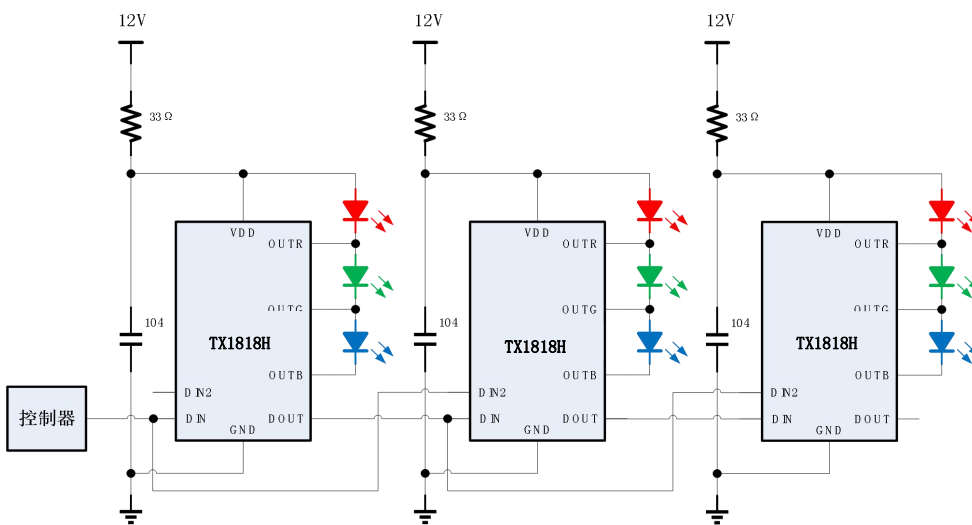 12V 12V 12V
33Ω 33Ω 33Ω
VDD VDD VDD
OUTR OUTR OUTR
OUTG OUTG OUTG
104 104 104
TX1818H TX1818H TX1818H
OUTB OUTB OUTB
DIN2 DIN2 DIN2
控制器 DIN DOUT DIN DOUT DIN DOUT
GND GND GND